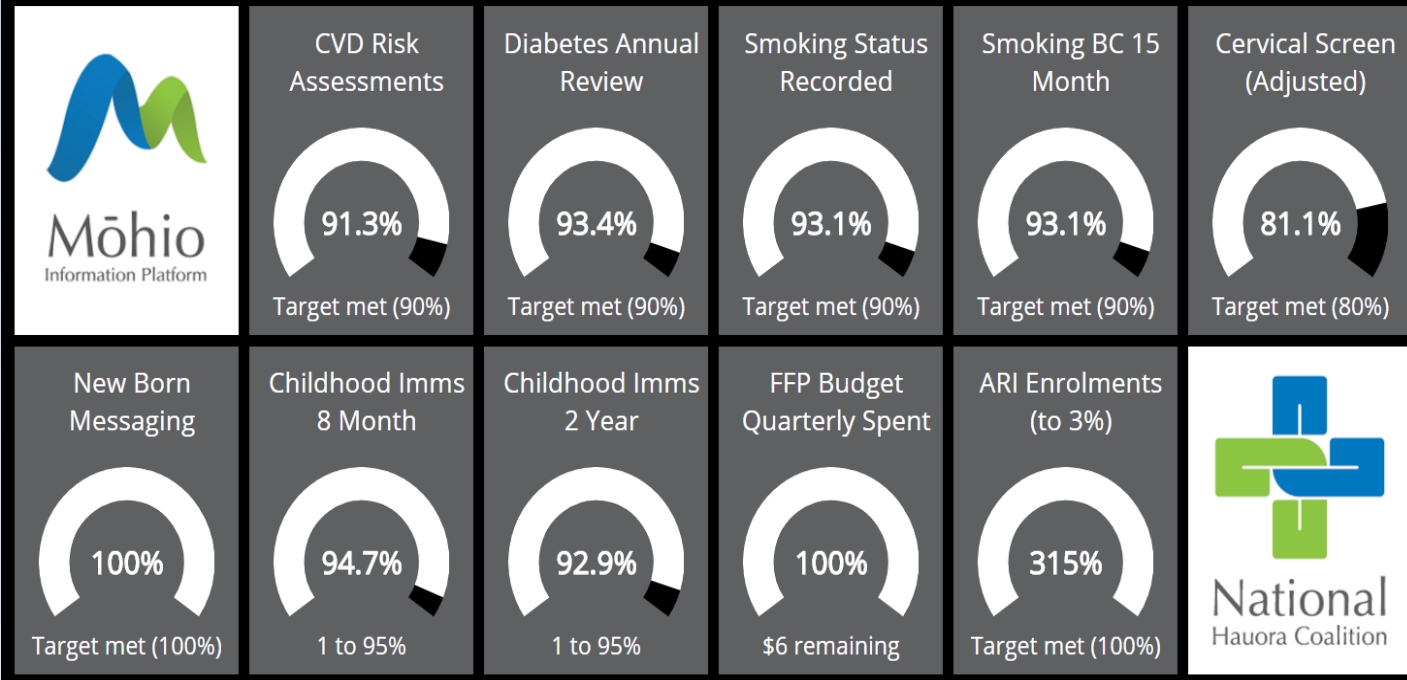 Mōhio
Information Platform
CVD Risk
Assessments
91.3%
Target met (90%)
Diabetes Annual
Review
93.4%
Target met (90%)
Smoking Status
Recorded
93.1%
Target met (90%)
Smoking BC 15
Month
93.1%
Target met (90%)
Cervical Screen
(Adjusted)
81.1%
Target met (80%)
New Born
Messaging
100%
Target met (100%)
Childhood Imms
8 Month
94.7%
1 to 95%
Childhood Imms
2 Year
92.9%
1 to 95%
FFP Budget
Quarterly Spent
100%
$6 remaining
ARI Enrolments
(to 3%)
315%
Target met (100%)
National
Hauora Coalition